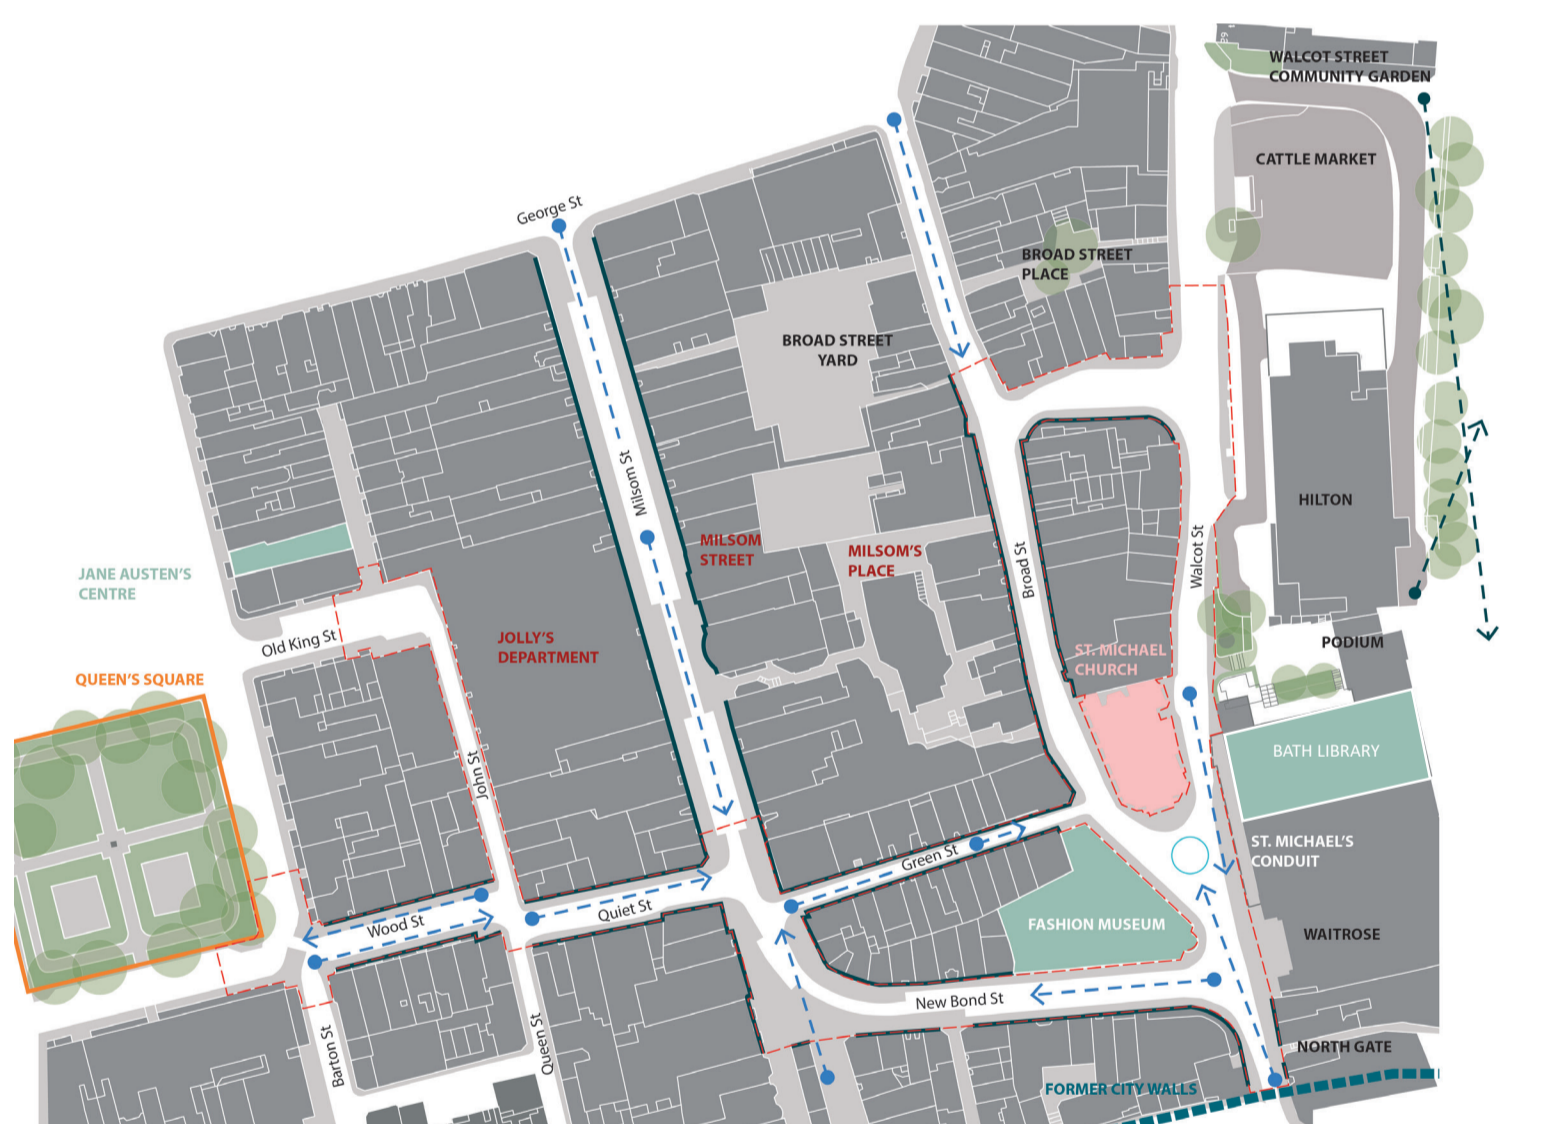 89
WALCOT STREET
COMMUNITY GARDEN
CATTLE MARKET
George St
BROAD STREET
PLACE
BROAD STREET
YARD
Milsom St
HILTON
MILSOM
STREET
MILSOM'S
PLACE
Broad St
Walcot St
JANE AUSTEN'S
CENTRE
Old King St
JOLLY'S
DEPARTMENT
ST. MICHAEL
CHURCH
PODIUM
QUEEN'S SQUARE
John St
BATH LIBRARY
Green St
ST. MICHAEL'S
CONDUIT
Wood St
Quiet St
FASHION MUSEUM
WAITROSE
New Bond St
Barton St
Queen St
NORTH GATE
FORMER CITY WALLS